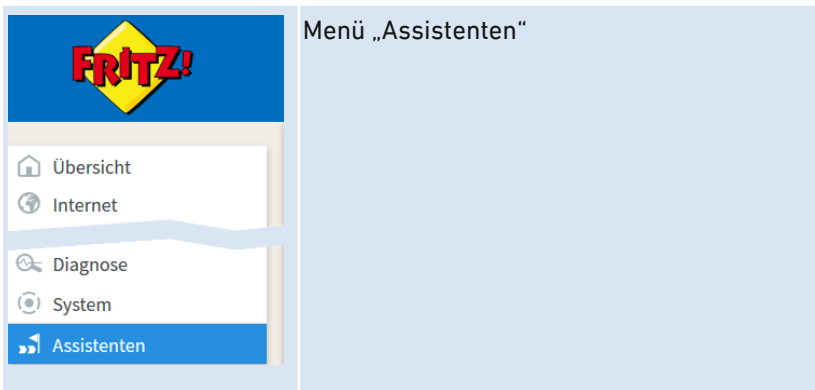 FRITZ!
Menü „Assistenten“
Übersicht
Internet
Diagnose
System
Assistenten